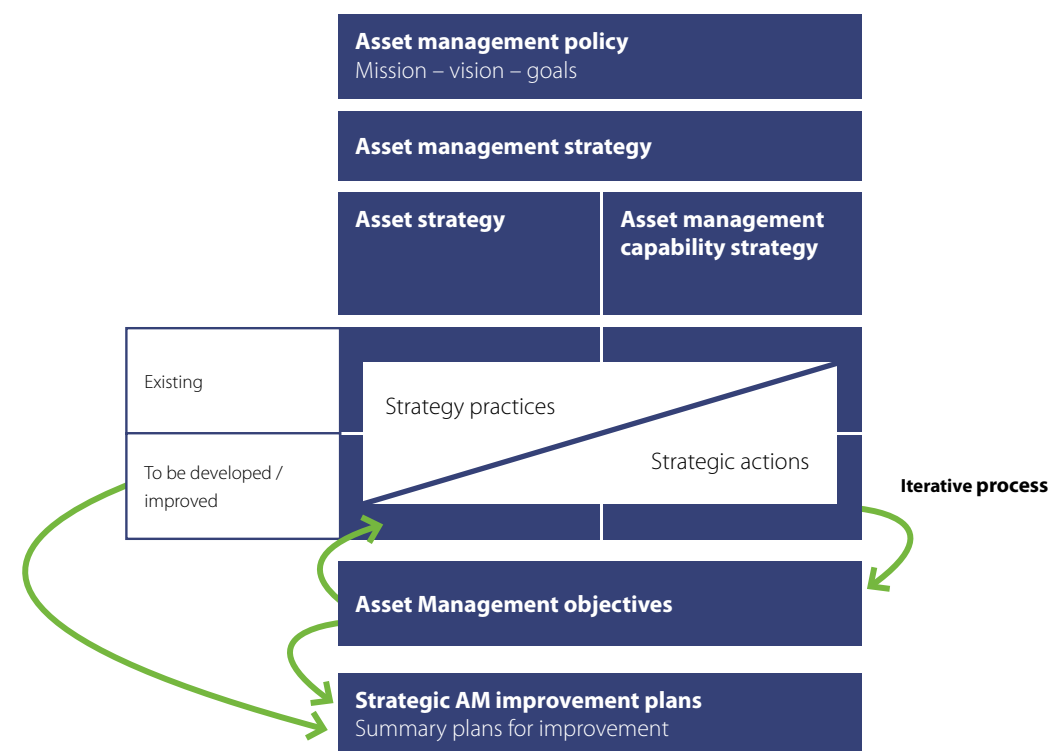 Asset management policy
Mission – vision – goals
Asset management strategy
Asset strategy
Asset management
capability strategy
Existing
Strategy practices
To be developed /
improved
Strategic actions
Iterative process
Asset Management objectives
Strategic AM improvement plans
Summary plans for improvement